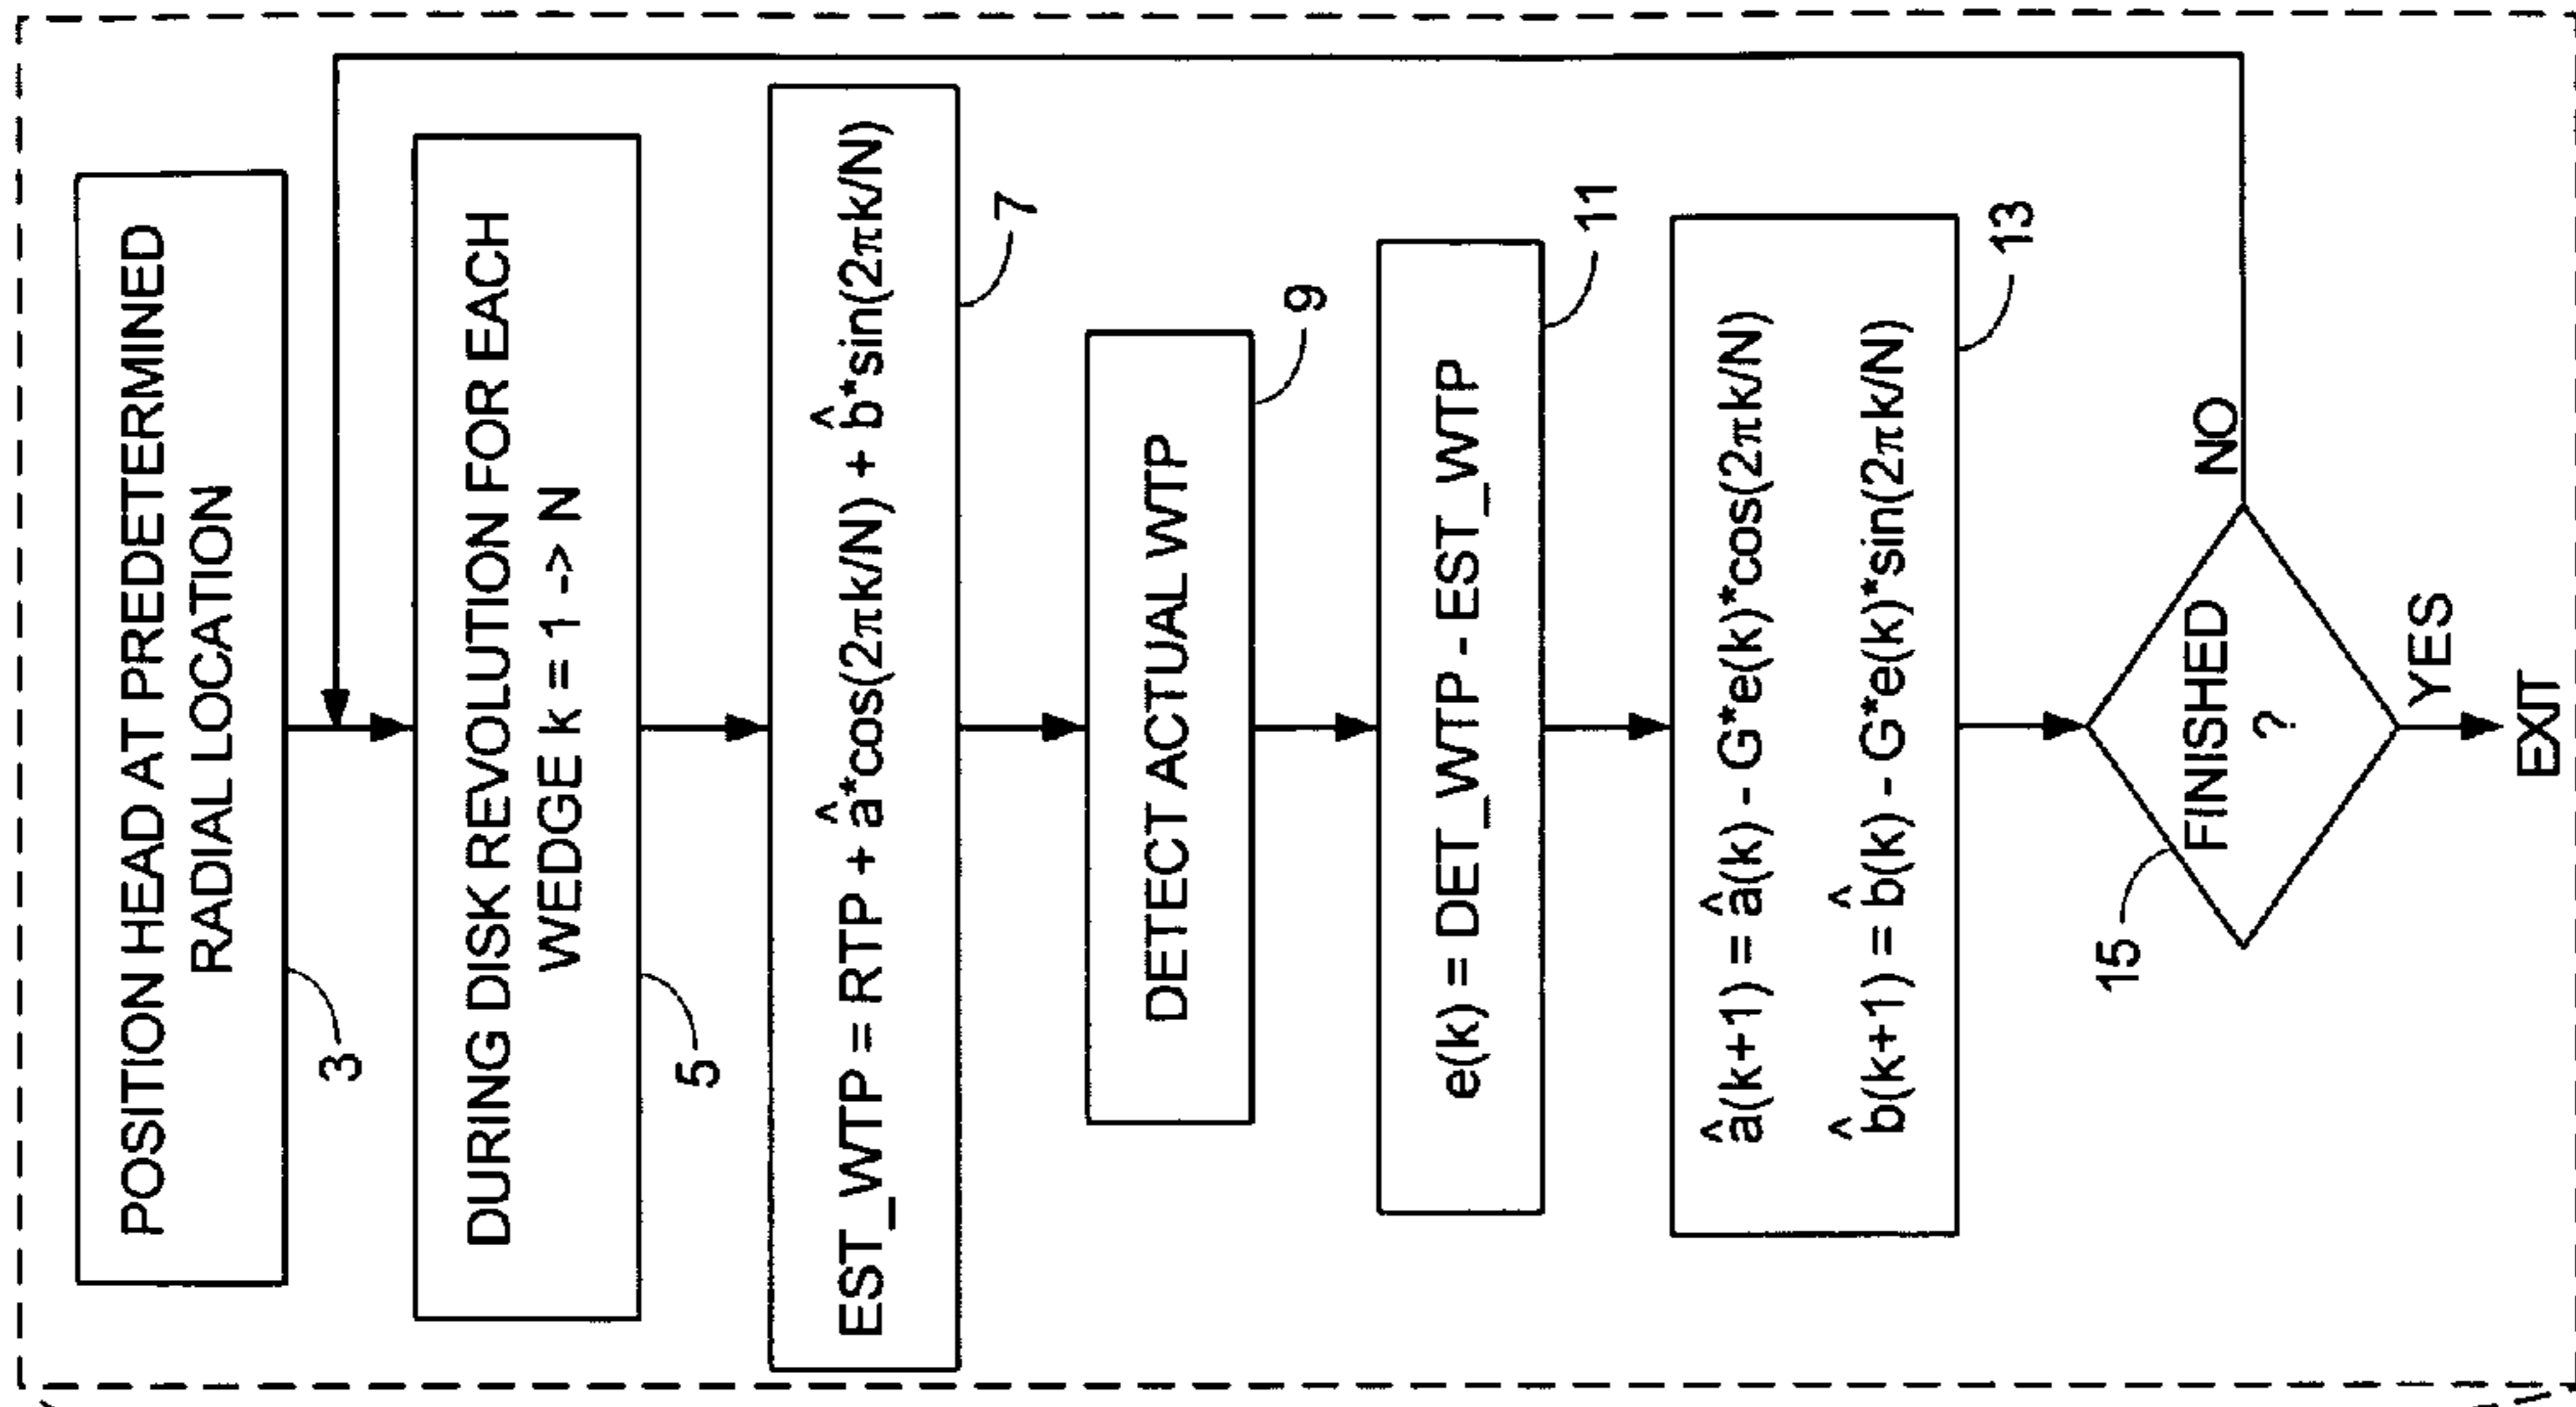 POSITION HEAD AT PREDETERMINED
RADIAL LOCATION
3
DURING DISK REVOLUTION FOR EACH
WEDGE k = 1 -> N
5
EST_WTP = RTP + â*cos(2πk/N) + b̂*sin(2πk/N)
7
DETECT ACTUAL WTP
9
e(k) = DET_WTP - EST_WTP
11
â(k+1) = â(k) - G*e(k)*cos(2πk/N)
b̂(k+1) = b̂(k) - G*e(k)*sin(2πk/N)
13
15
FINISHED
?
NO
YES
EXIT